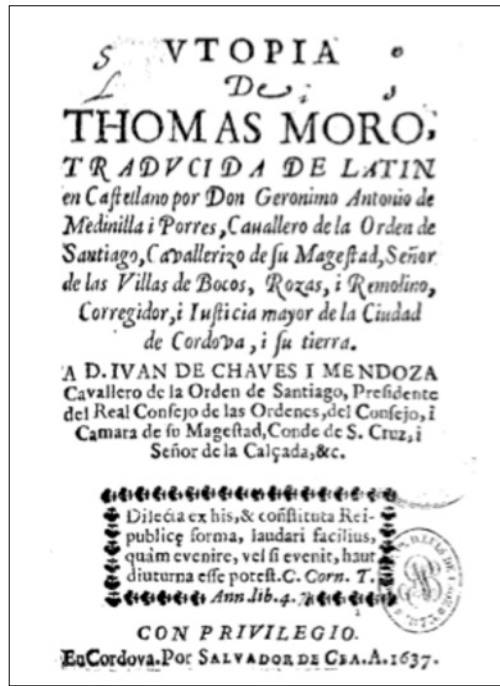 VTOPIA
De
THOMAS MORO,
TRADVCIDA DE LATIN
en Caſtellano por Don Geronimo Antonio de
Medinilla i Porres, Cauallero de la Orden de
Santiago, Cavallerizo de ſu Mageſtad, Señor
de las Villas de Bocos, Rozas, i Remolino,
Corregidor, i Iuſticia mayor de la Ciudad
de Cordova, i ſu tierra.
A D. IVAN DE CHAVES I MENDOZA
Cavallero de la Orden de Santiago, Preſidente
del Real Conſejo de las Ordenes, del Conſejo, i
Camara de ſu Mageſtad, Conde de S. Cruz, i
Señor de la Calçada, &c.
Dilecta ex his, & conſtituta Rei-
publicę forma, laudari facilius,
quàm evenire, vel ſi evenit, haut
diuturna eſſe poteſt. C. Corn. T.
Ann. lib. 4.
CON PRIVILEGIO.
En Cordova. Por SALVADOR DE CEA. A. 1637.